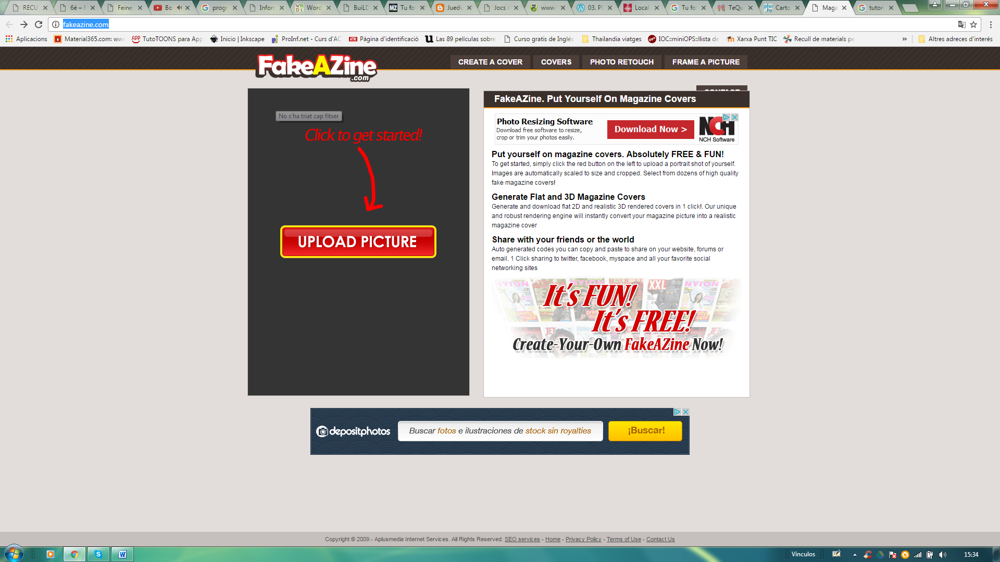 RECU
6è – F
Feine
Bo
progr
Infor
Word
BuiLD
Tu fo
Juedu
Jocs
www-
03. P
Local
Tu fo
TeQu
Carto
Maga
tutori
fakeazine.com
Aplicacions
Material365.com: www
TutoTOONS para App
Inicio | Inkscape
ProInf.net - Curs d'AC
Pàgina d'identificació
Las 89 películas sobre
Curso gratis de Inglés
Thailandia viatges
IOC::miniOPS::llista de
Xarxa Punt TIC
Recull de materials pe
»
Altres adreces d'interès
FakeAZine
.com
CREATE A COVER
COVERS
PHOTO RETOUCH
FRAME A PICTURE
CONTACT
No s'ha triat cap fitxer
Click to get started!
UPLOAD PICTURE
FakeAZine. Put Yourself On Magazine Covers
Photo Resizing Software
Download free software to resize,
crop or trim your photos easily.
Download Now >
NCH
NCH Software
Put yourself on magazine covers. Absolutely FREE & FUN!
To get started, simply click the red button on the left to upload a portrait shot of yourself.
Images are automatically scaled to size and cropped. Select from dozens of high quality
fake magazine covers!
Generate Flat and 3D Magazine Covers
Generate and download flat 2D and realistic 3D rendered covers in 1 click!. Our unique
and robust rendering engine will instantly convert your magazine picture into a realistic
magazine cover
Share with your friends or the world
Auto generated codes you can copy and paste to share on your website, forums or
email. 1 Click sharing to twitter, facebook, myspace and all your favorite social
networking sites
NYLON
XXL
NYLON
It's FUN!
It's FREE!
JET
JET
Create-Your-Own FakeAZine Now!
depositphotos
Buscar fotos e ilustraciones de stock sin royalties
¡Buscar!
Copyright © 2009 - Aplusmedia Internet Services. All Rights Reserved. SEO services - Home - Privacy Policy - Terms of Use - Contact Us
Vínculos
15:34